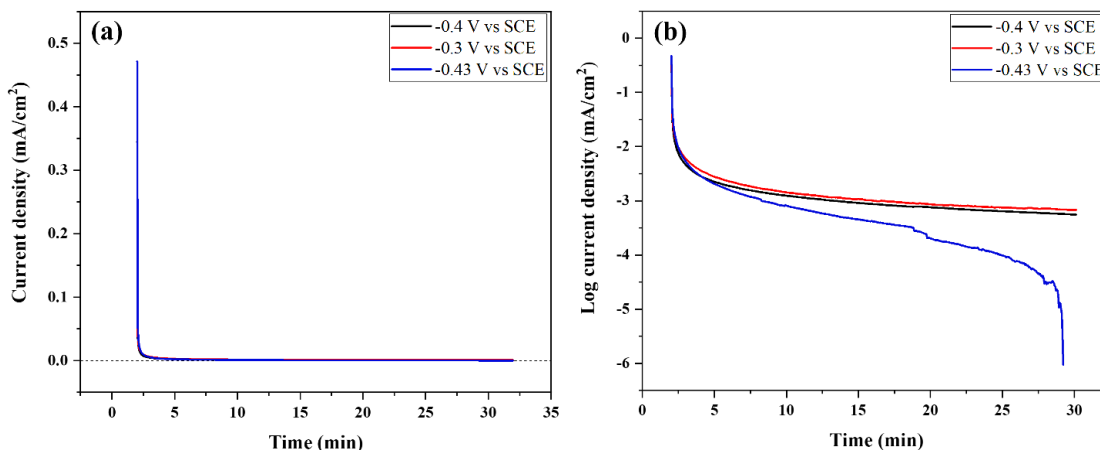 (a)
-0.4 V vs SCE
-0.3 V vs SCE
-0.43 V vs SCE
0.5
0.4
0.3
0.2
0.1
0.0
Current density (mA/cm²)
0 5 10 15 20 25 30 35
Time (min)
(b)
-0.4 V vs SCE
-0.3 V vs SCE
-0.43 V vs SCE
0
-1
-2
-3
-4
-5
-6
Log current density (mA/cm²)
0 5 10 15 20 25 30
Time (min)